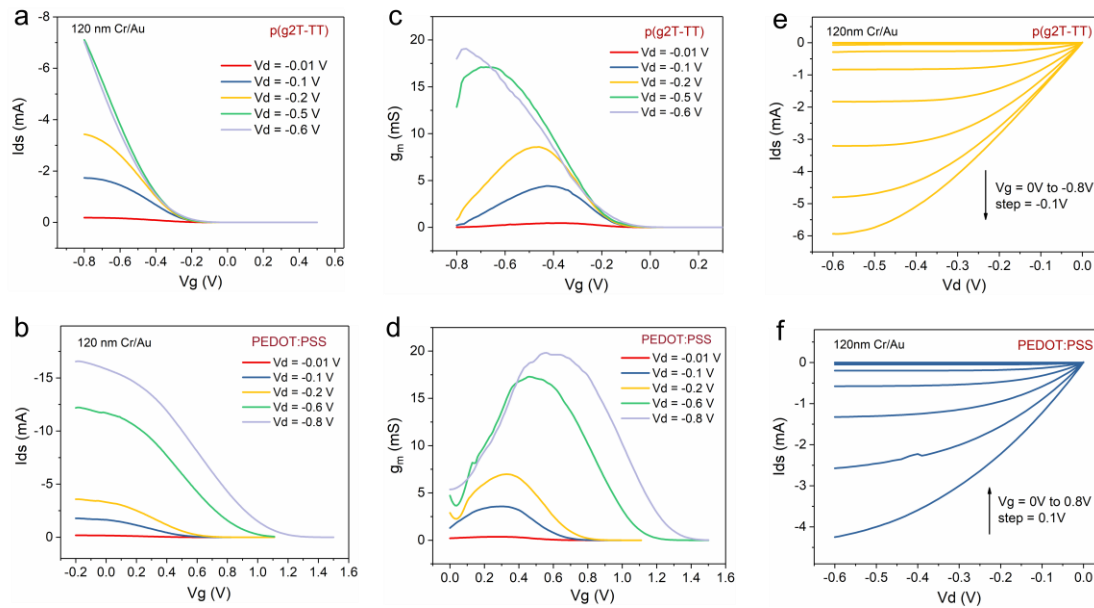 a
120 nm Cr/Au
p(g2T-TT)
Vd = -0.01 V
Vd = -0.1 V
Vd = -0.2 V
Vd = -0.5 V
Vd = -0.6 V
Ids (mA)
-8
-6
-4
-2
0
-0.8 -0.6 -0.4 -0.2 0.0 0.2 0.4 0.6
Vg (V)
c
p(g2T-TT)
Vd = -0.01 V
Vd = -0.1 V
Vd = -0.2 V
Vd = -0.5 V
Vd = -0.6 V
gm (mS)
20
15
10
5
0
-0.8 -0.6 -0.4 -0.2 0.0 0.2
Vg (V)
e
120nm Cr/Au
p(g2T-TT)
Vg = 0V to -0.8V
step = -0.1V
Ids (mA)
0
-1
-2
-3
-4
-5
-6
-0.6 -0.5 -0.4 -0.3 -0.2 -0.1 0.0
Vd (V)
b
120 nm Cr/Au
PEDOT:PSS
Vd = -0.01 V
Vd = -0.1 V
Vd = -0.2 V
Vd = -0.6 V
Vd = -0.8 V
Ids (mA)
-15
-10
-5
0
-0.2 0.0 0.2 0.4 0.6 0.8 1.0 1.2 1.4 1.6
Vg (V)
d
PEDOT:PSS
Vd = -0.01 V
Vd = -0.1 V
Vd = -0.2 V
Vd = -0.6 V
Vd = -0.8 V
gm (mS)
20
15
10
5
0
0.0 0.2 0.4 0.6 0.8 1.0 1.2 1.4 1.6
Vg (V)
f
120nm Cr/Au
PEDOT:PSS
Vg = 0V to 0.8V
step = 0.1V
Ids (mA)
0
-1
-2
-3
-4
-0.6 -0.5 -0.4 -0.3 -0.2 -0.1 0.0
Vd (V)